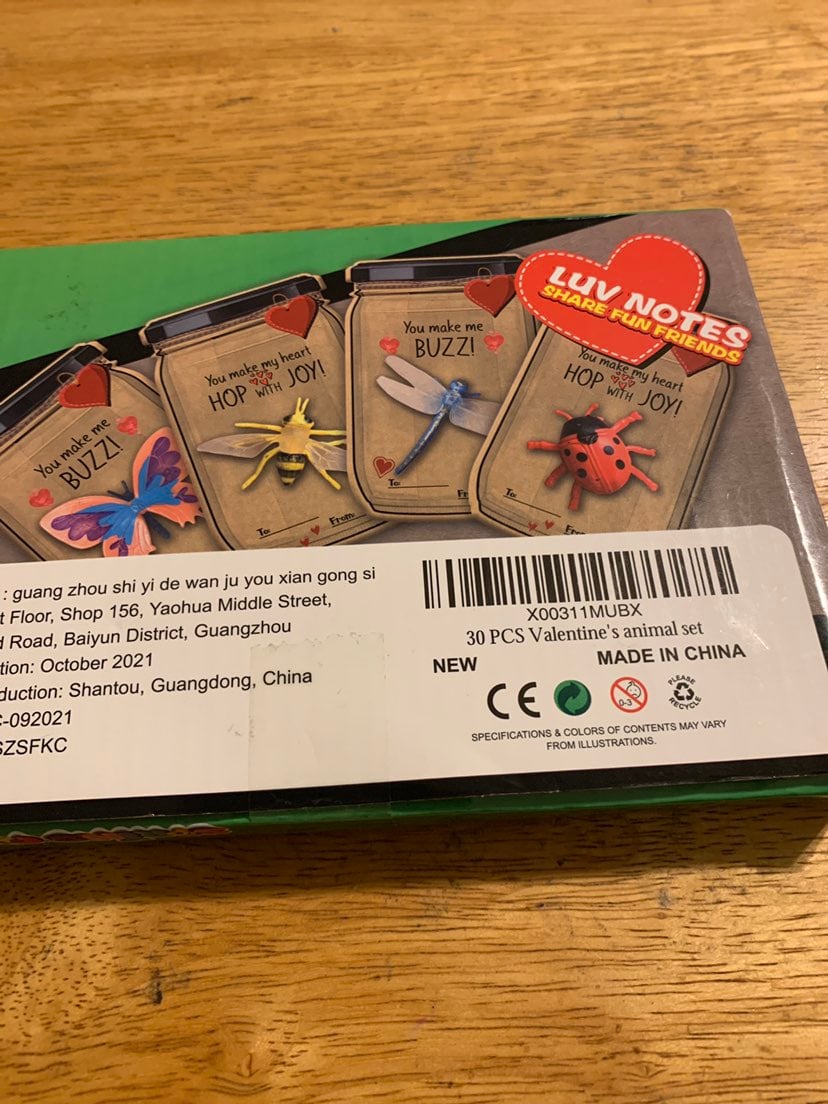 LUV NOTES
SHARE FUN FRIENDS
You make me
BUZZ!
You make my heart
HOP WITH JOY!
To:
From:
You make me
BUZZ!
To:
Fr
You make my heart
HOP WITH JOY!
To:
Fr
: guang zhou shi yi de wan ju you xian gong si
t Floor, Shop 156, Yaohua Middle Street,
d Road, Baiyun District, Guangzhou
tion: October 2021
duction: Shantou, Guangdong, China
-092021
SZSFKC
X00311MUBX
30 PCS Valentine's animal set
NEW
MADE IN CHINA
CE
0-3
PLEASE
RECYCLE
SPECIFICATIONS & COLORS OF CONTENTS MAY VARY
FROM ILLUSTRATIONS.